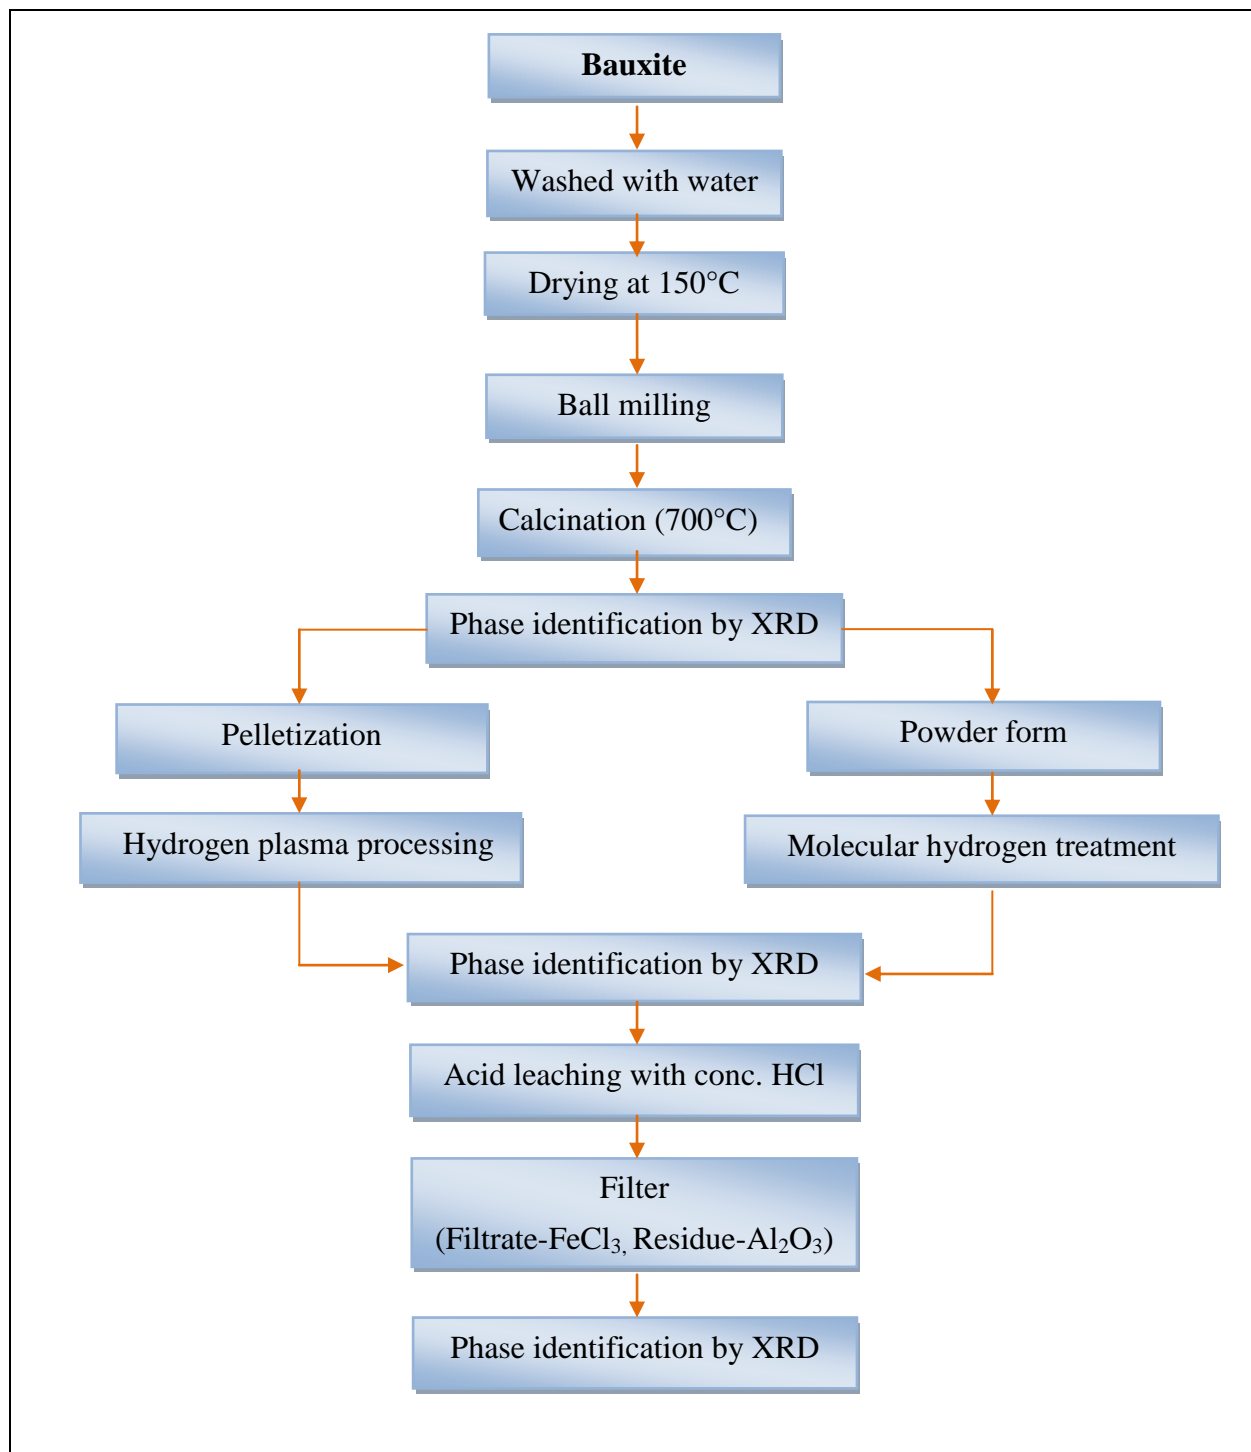 Bauxite
Washed with water
Drying at 150°C
Ball milling
Calcination (700°C)
Phase identification by XRD
Pelletization
Powder form
Hydrogen plasma processing
Molecular hydrogen treatment
Phase identification by XRD
Acid leaching with conc. HCl
Filter
(Filtrate-FeCl₃, Residue-Al₂O₃)
Phase identification by XRD